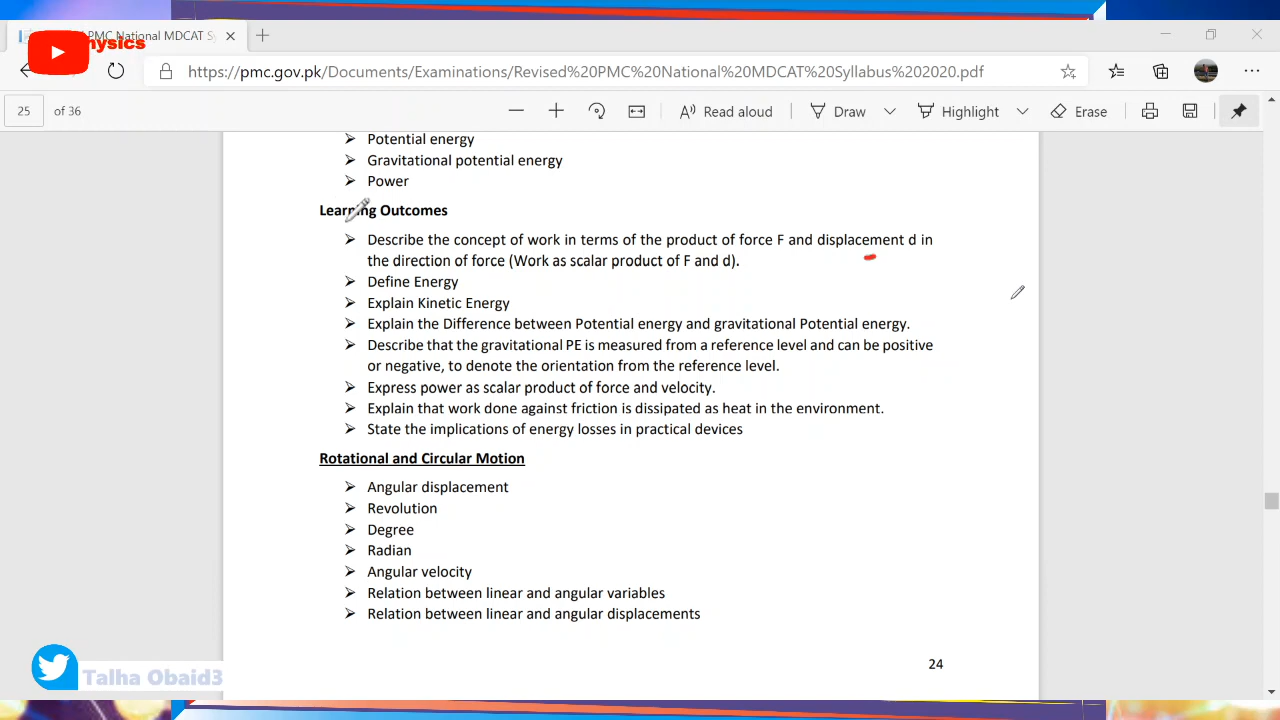 PMC National MDCAT Sy
hysics
https://pmc.gov.pk/Documents/Examinations/Revised%20PMC%20National%20MDCAT%20Syllabus%202020.pdf
25 of 36 Read aloud Draw Highlight Erase
➢ Potential energy
➢ Gravitational potential energy
➢ Power
Learning Outcomes
➢ Describe the concept of work in terms of the product of force F and displacement d in
the direction of force (Work as scalar product of F and d).
➢ Define Energy
➢ Explain Kinetic Energy
➢ Explain the Difference between Potential energy and gravitational Potential energy.
➢ Describe that the gravitational PE is measured from a reference level and can be positive
or negative, to denote the orientation from the reference level.
➢ Express power as scalar product of force and velocity.
➢ Explain that work done against friction is dissipated as heat in the environment.
➢ State the implications of energy losses in practical devices
Rotational and Circular Motion
➢ Angular displacement
➢ Revolution
➢ Degree
➢ Radian
➢ Angular velocity
➢ Relation between linear and angular variables
➢ Relation between linear and angular displacements
24
Talha Obaid3